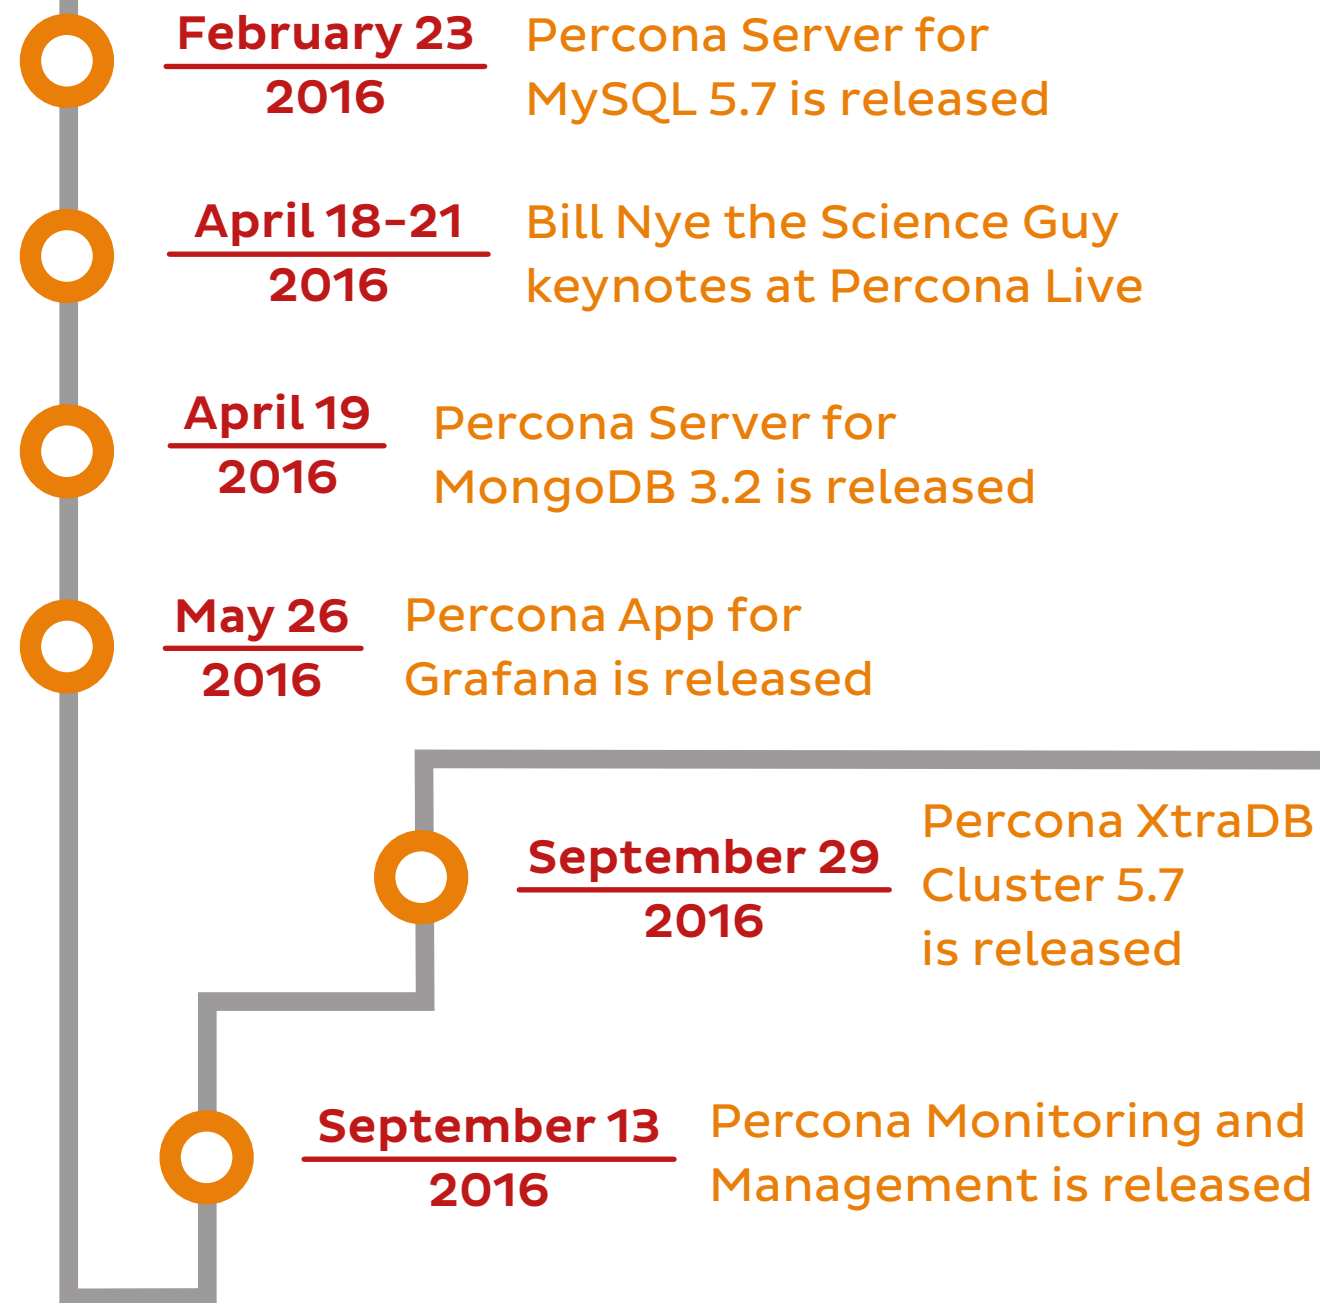 February 23
2016
Percona Server for
MySQL 5.7 is released
April 18-21
2016
Bill Nye the Science Guy
keynotes at Percona Live
April 19
2016
Percona Server for
MongoDB 3.2 is released
May 26
2016
Percona App for
Grafana is released
September 29
2016
Percona XtraDB
Cluster 5.7
is released
September 13
2016
Percona Monitoring and
Management is released